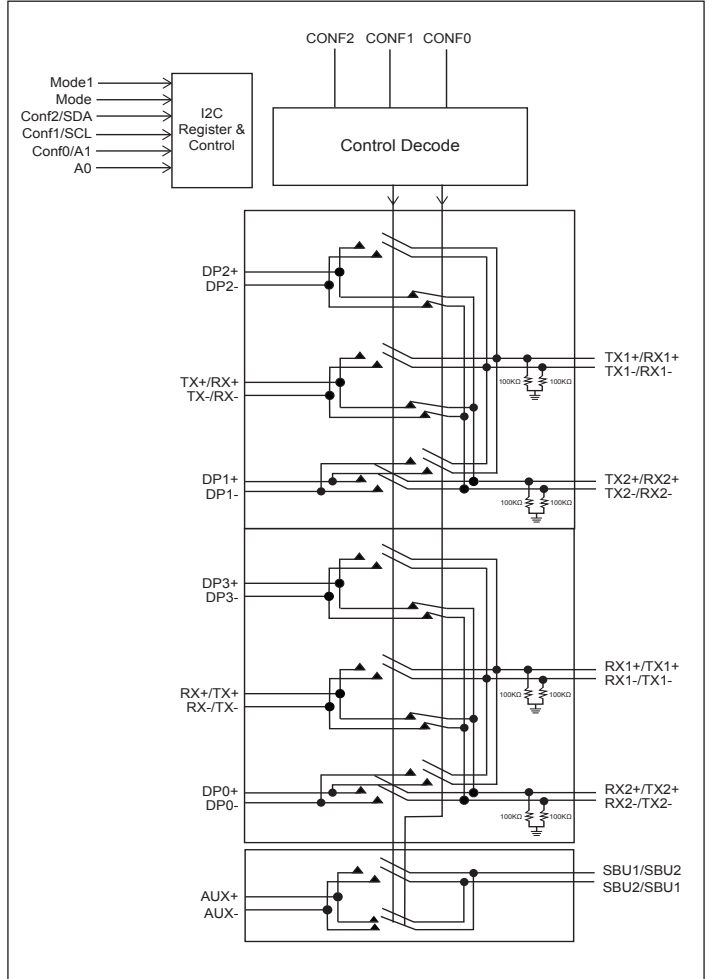 CONF2 CONF1 CONF0
Mode1
Mode
Conf2/SDA
Conf1/SCL
Conf0/A1
A0
I2C
Register &
Control
Control Decode
DP2+
DP2-
TX+/RX+
TX-/RX-
DP1+
DP1-
TX1+/RX1+
TX1-/RX1-
100KΩ 100KΩ
TX2+/RX2+
TX2-/RX2-
100KΩ 100KΩ
DP3+
DP3-
RX+/TX+
RX-/TX-
DP0+
DP0-
RX1+/TX1+
RX1-/TX1-
100KΩ 100KΩ
RX2+/TX2+
RX2-/TX2-
100KΩ 100KΩ
AUX+
AUX-
SBU1/SBU2
SBU2/SBU1